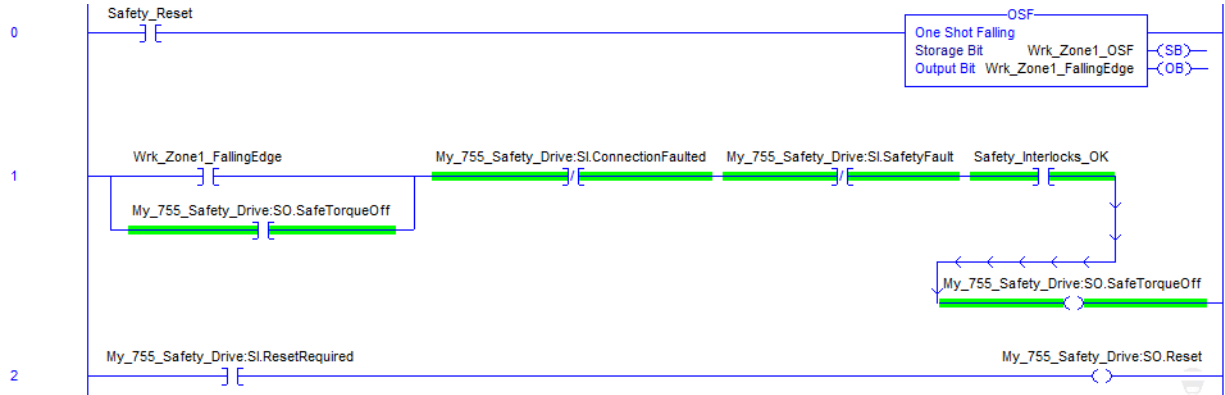 Safety_Reset
0
OSF
One Shot Falling
Storage Bit Wrk_Zone1_OSF (SB)
Output Bit Wrk_Zone1_FallingEdge (OB)
Wrk_Zone1_FallingEdge My_755_Safety_Drive:SI.ConnectionFaulted My_755_Safety_Drive:SI.SafetyFault Safety_Interlocks_OK
1
My_755_Safety_Drive:SO.SafeTorqueOff
My_755_Safety_Drive:SO.SafeTorqueOff
My_755_Safety_Drive:SI.ResetRequired My_755_Safety_Drive:SO.Reset
2